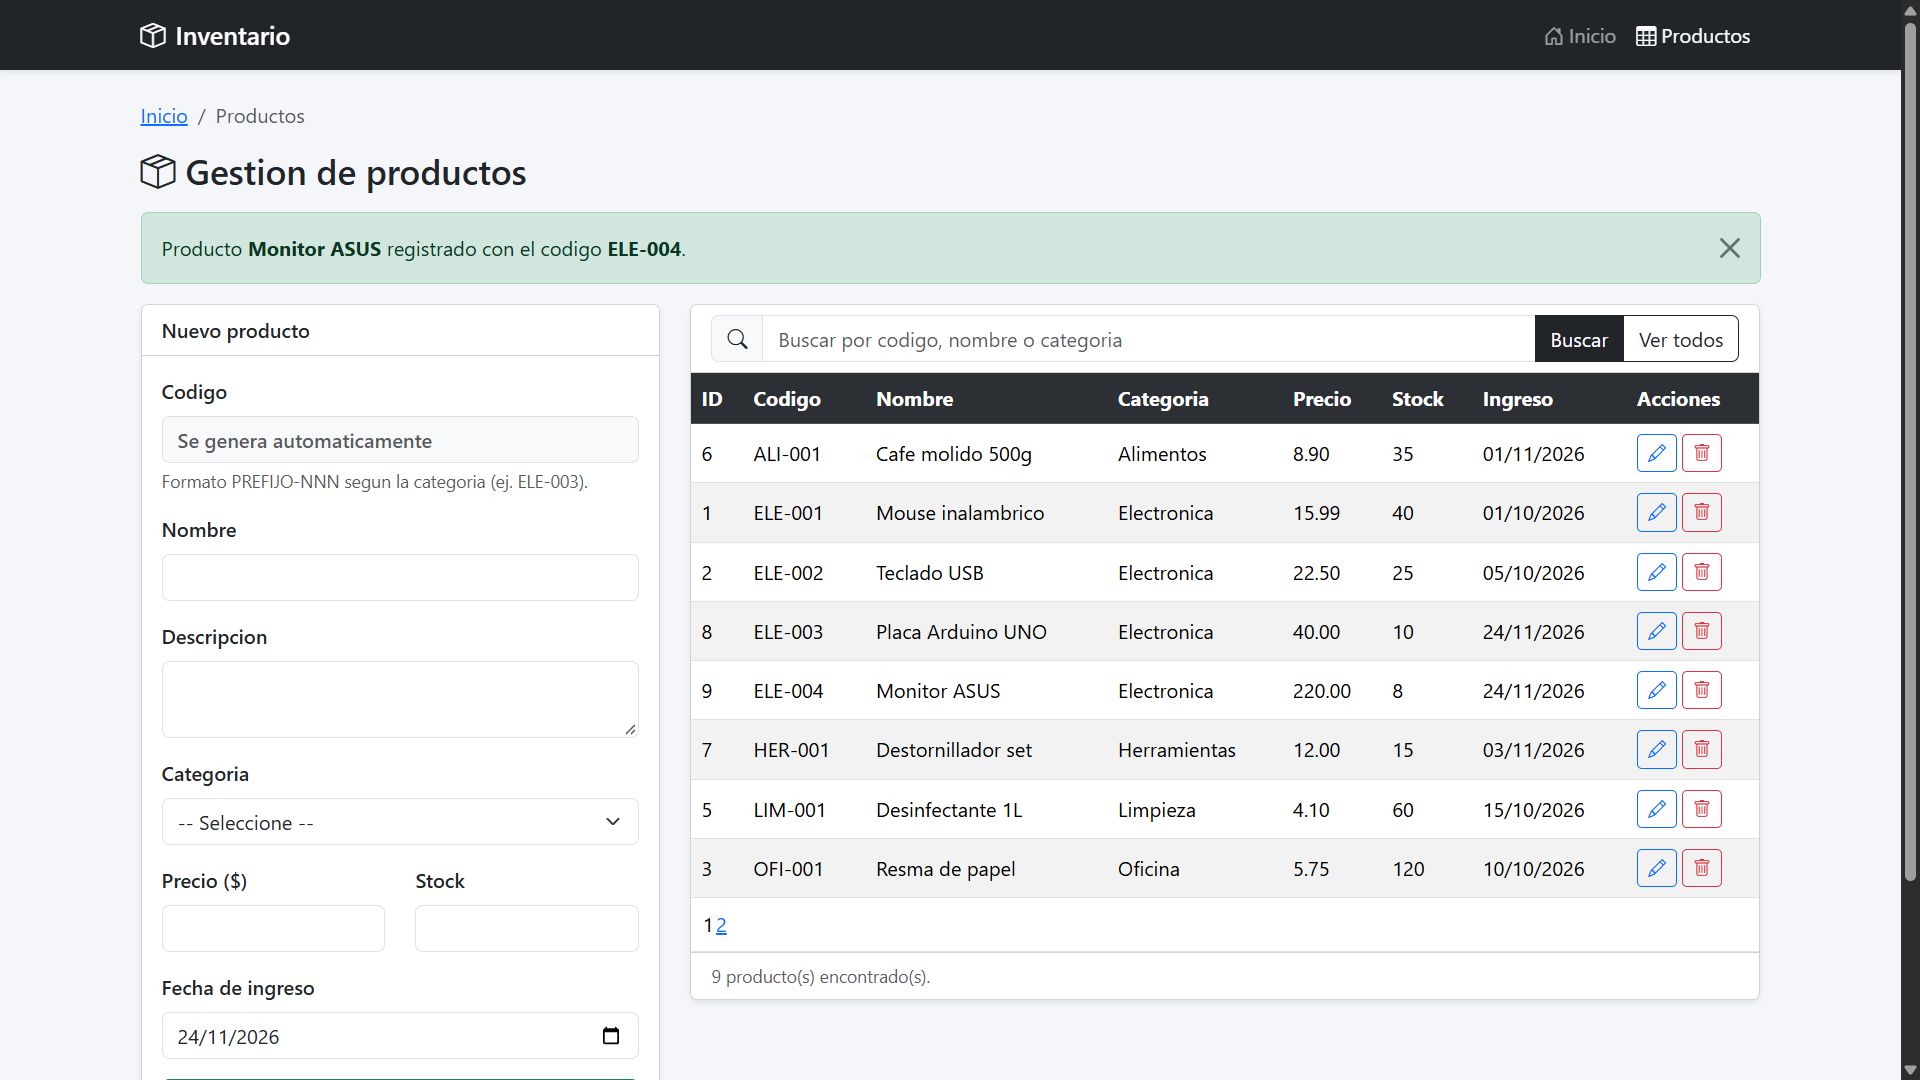 Inventario
Inicio Productos
Inicio / Productos
Gestion de productos
Producto Monitor ASUS registrado con el codigo ELE-004.
Nuevo producto
Codigo
Se genera automaticamente
Formato PREFIJO-NNN segun la categoria (ej. ELE-003).
Nombre
Descripcion
Categoria
-- Seleccione --
Precio ($) Stock
Fecha de ingreso
24/11/2026
Buscar por codigo, nombre o categoria Buscar Ver todos
ID Codigo Nombre Categoria Precio Stock Ingreso Acciones
6 ALI-001 Cafe molido 500g Alimentos 8.90 35 01/11/2026
1 ELE-001 Mouse inalambrico Electronica 15.99 40 01/10/2026
2 ELE-002 Teclado USB Electronica 22.50 25 05/10/2026
8 ELE-003 Placa Arduino UNO Electronica 40.00 10 24/11/2026
9 ELE-004 Monitor ASUS Electronica 220.00 8 24/11/2026
7 HER-001 Destornillador set Herramientas 12.00 15 03/11/2026
5 LIM-001 Desinfectante 1L Limpieza 4.10 60 15/10/2026
3 OFI-001 Resma de papel Oficina 5.75 120 10/10/2026
1 2
9 producto(s) encontrado(s).